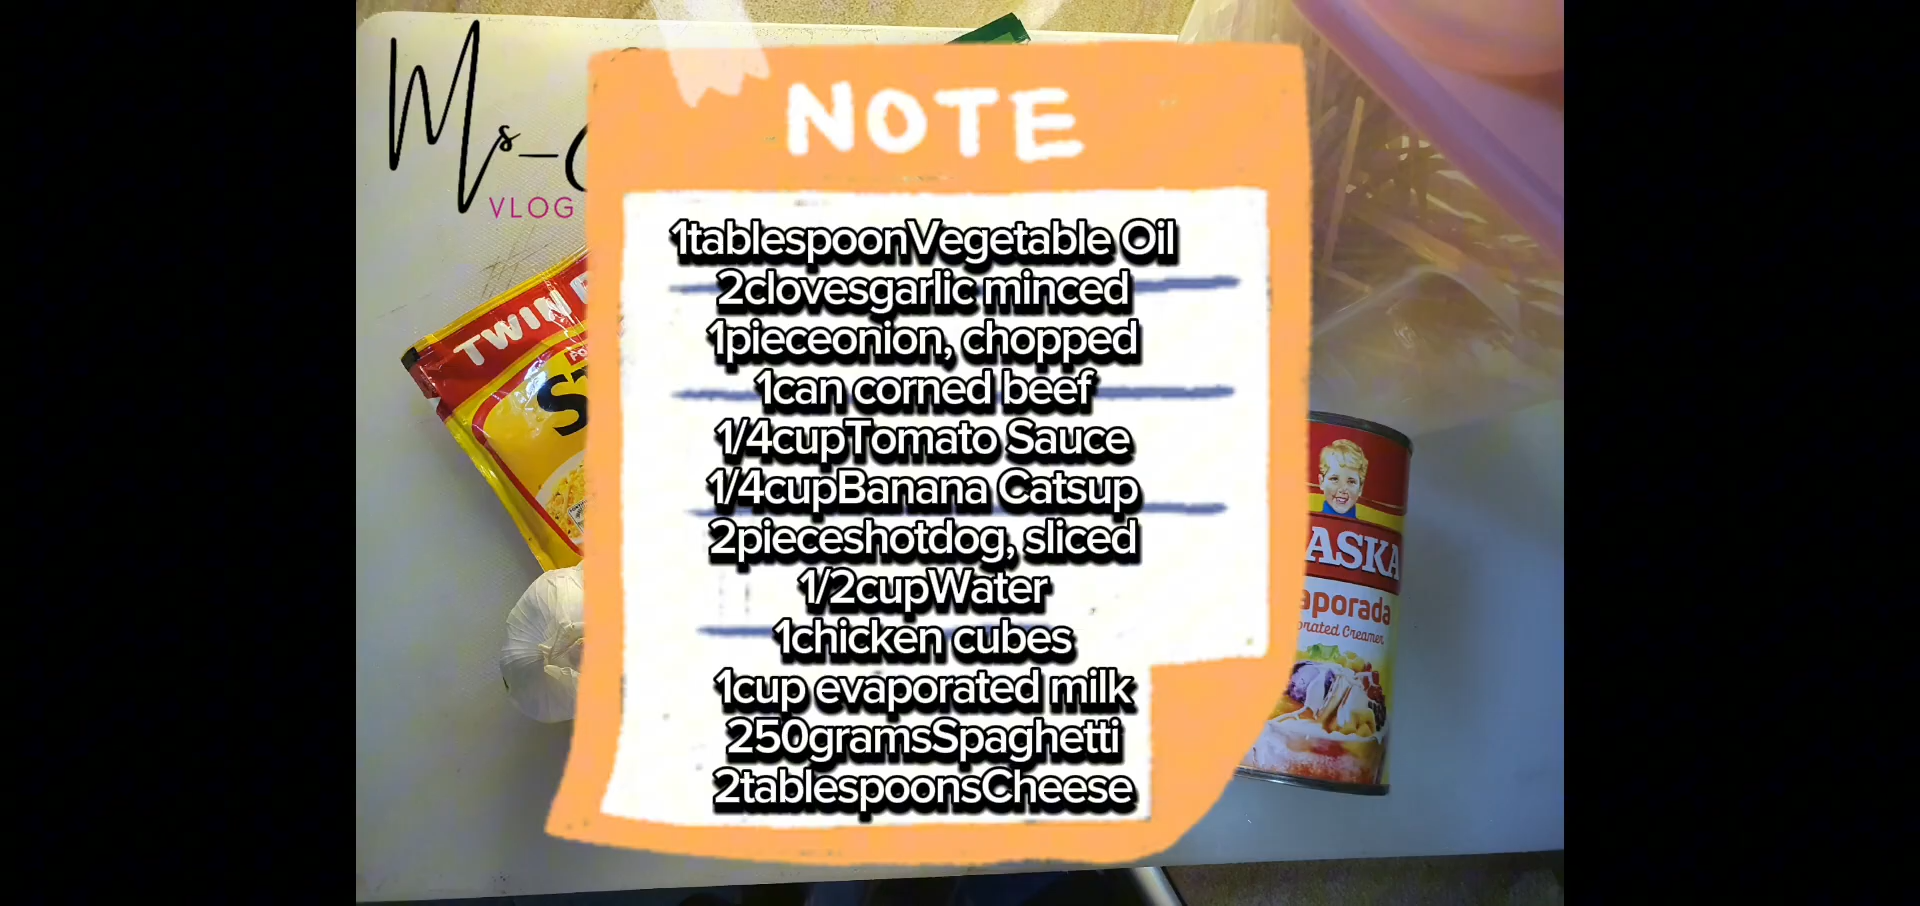 Ms-
VLOG
NOTE
1tablespoonVegetable Oil
2clovesgarlic minced
1pieceonion, chopped
1can corned beef
1/4cupTomato Sauce
1/4cupBanana Catsup
2pieceshotdog, sliced
1/2cupWater
1chicken cubes
1cup evaporated milk
250gramsSpaghetti
2tablespoonsCheese
TWIN
ASKA
aporada
orated Creamer